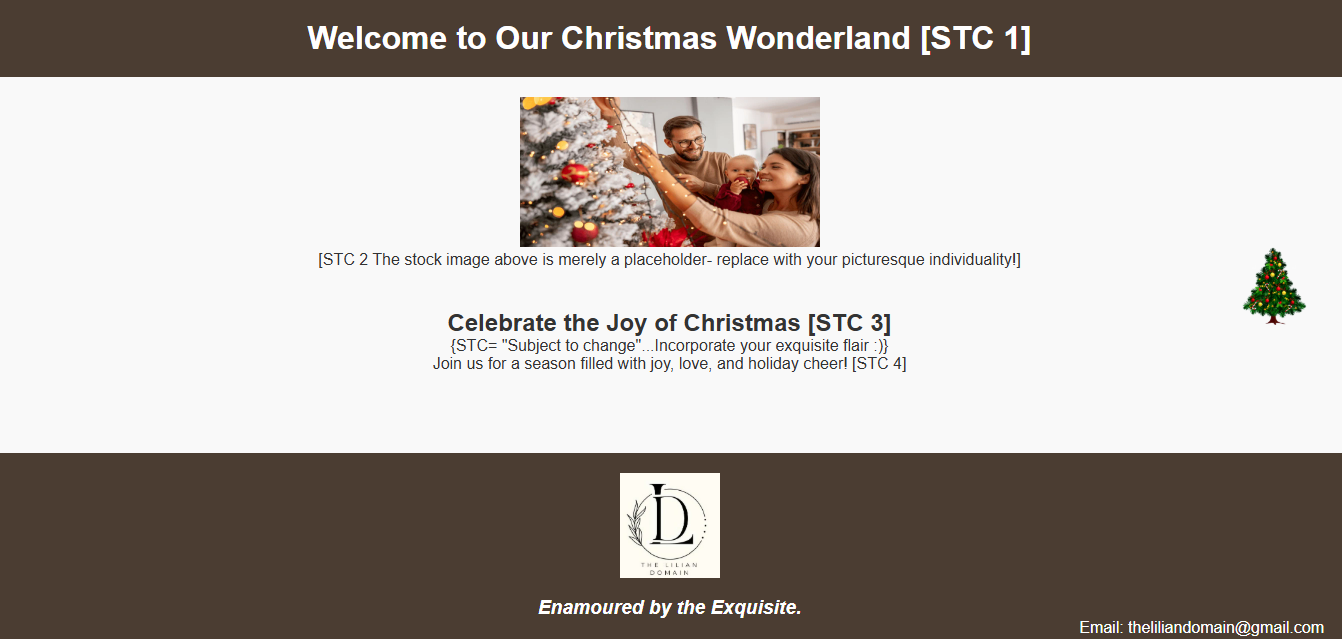 Welcome to Our Christmas Wonderland [STC 1]
[STC 2 The stock image above is merely a placeholder- replace with your picturesque individuality!]
Celebrate the Joy of Christmas [STC 3]
{STC= "Subject to change"...Incorporate your exquisite flair :)}
Join us for a season filled with joy, love, and holiday cheer! [STC 4]
LD
THE LILIAN
DOMAIN
Enamoured by the Exquisite.
Email: theliliandomain@gmail.com